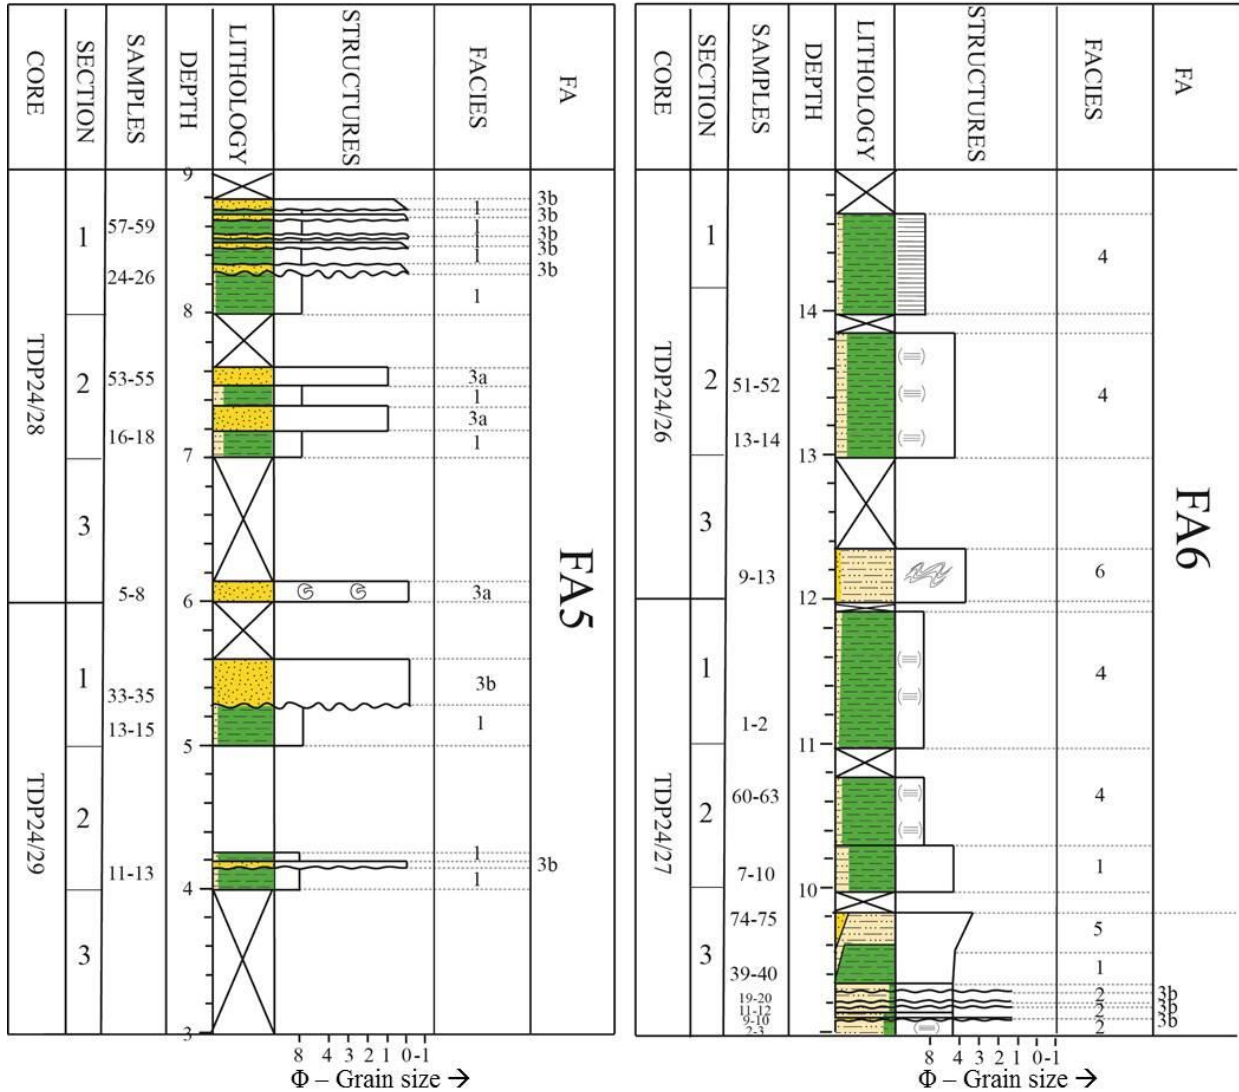 CORE SECTION SAMPLES DEPTH LITHOLOGY STRUCTURES FACIES FA
9
3b
1
3b
57-59
1
3b
1
1
3b
1
24-26
3b
1
8
1
TDP24/28
2
53-55
3a
1
3a
16-18
1
7
3
5-8
3a
6
FA5
1
33-35
3b
13-15
1
5
TDP24/29
2
1
3b
11-13
1
4
3
3
8 4 3 2 1 0 -1
Φ – Grain size →
CORE SECTION SAMPLES DEPTH LITHOLOGY STRUCTURES FACIES FA
1
4
14
TDP24/26
2
51-52
4
13-14
13
3
9-13
6
12
FA6
1
4
1-2
11
TDP24/27
2
60-63
4
7-10
1
10
74-75
5
3
39-40
1
19-20
2
3b
11-12
2
3b
9-10
3b
2-3
2
8 4 3 2 1 0 -1
Φ – Grain size →